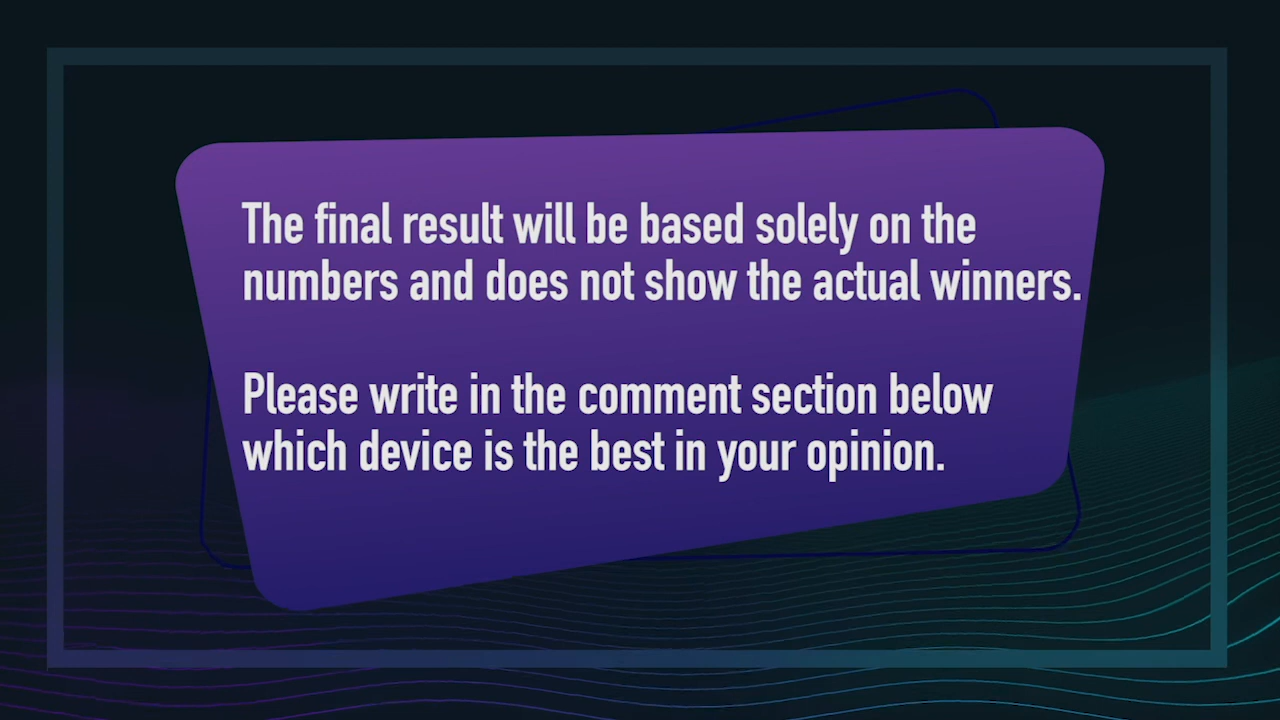 The final result will be based solely on the
numbers and does not show the actual winners.
Please write in the comment section below
which device is the best in your opinion.